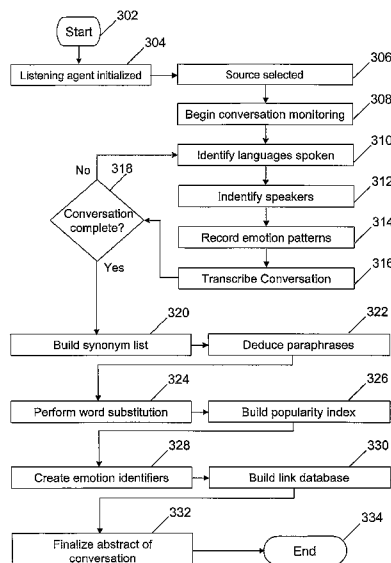 302
Start
304
Listening agent initialized
306
Source selected
308
Begin conversation monitoring
310
Identify languages spoken
312
Indentify speakers
314
Record emotion patterns
316
Transcribe Conversation
318
No
Conversation
complete?
Yes
320
Build synonym list
322
Deduce paraphrases
324
Perform word substitution
326
Build popularity index
328
Create emotion identifiers
330
Build link database
332
Finalize abstract of
conversation
334
End